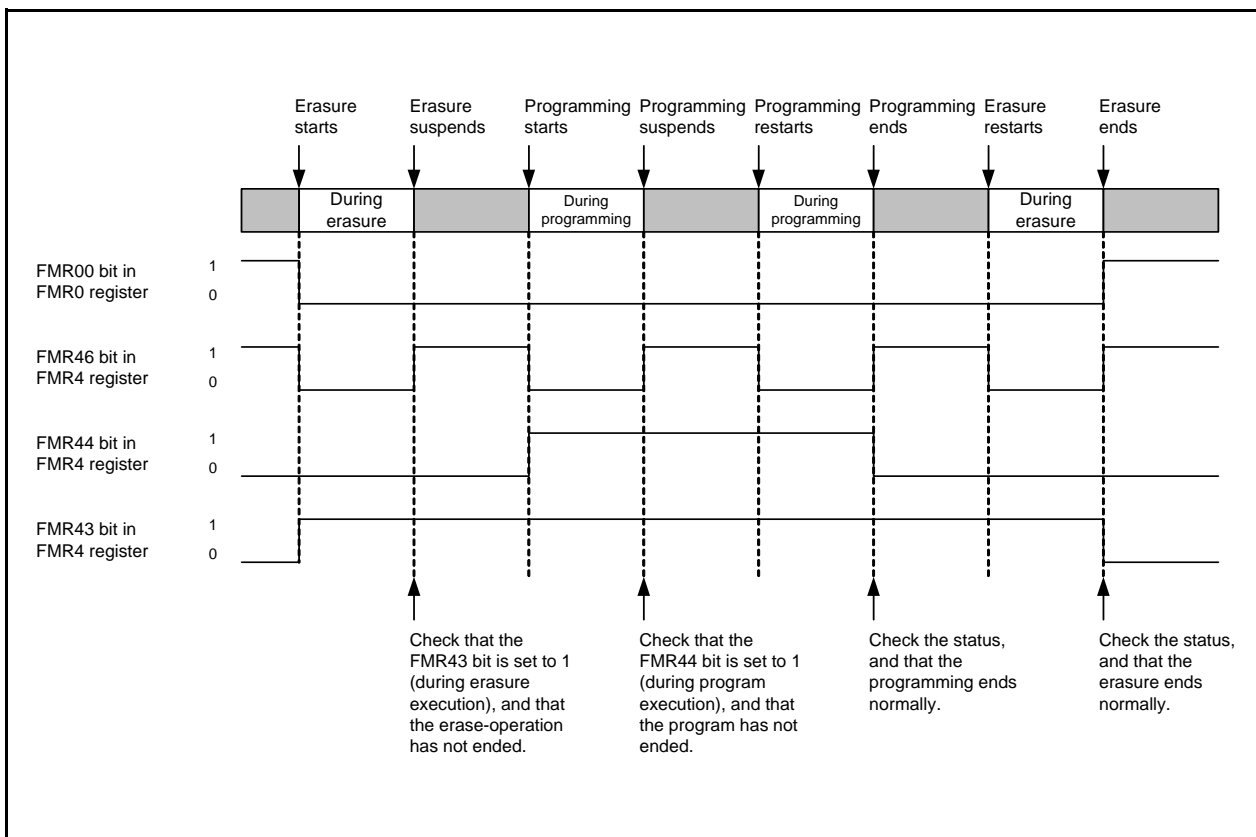 Erasure
starts
Erasure
suspends
Programming
starts
Programming
suspends
Programming
restarts
Programming
ends
Erasure
restarts
Erasure
ends
During
erasure
During
programming
During
programming
During
erasure
FMR00 bit in
FMR0 register
1
0
FMR46 bit in
FMR4 register
1
0
FMR44 bit in
FMR4 register
1
0
FMR43 bit in
FMR4 register
1
0
Check that the
FMR43 bit is set to 1
(during erasure
execution), and that
the erase-operation
has not ended.
Check that the
FMR44 bit is set to 1
(during program
execution), and that
the program has not
ended.
Check the status,
and that the
programming ends
normally.
Check the status,
and that the
erasure ends
normally.